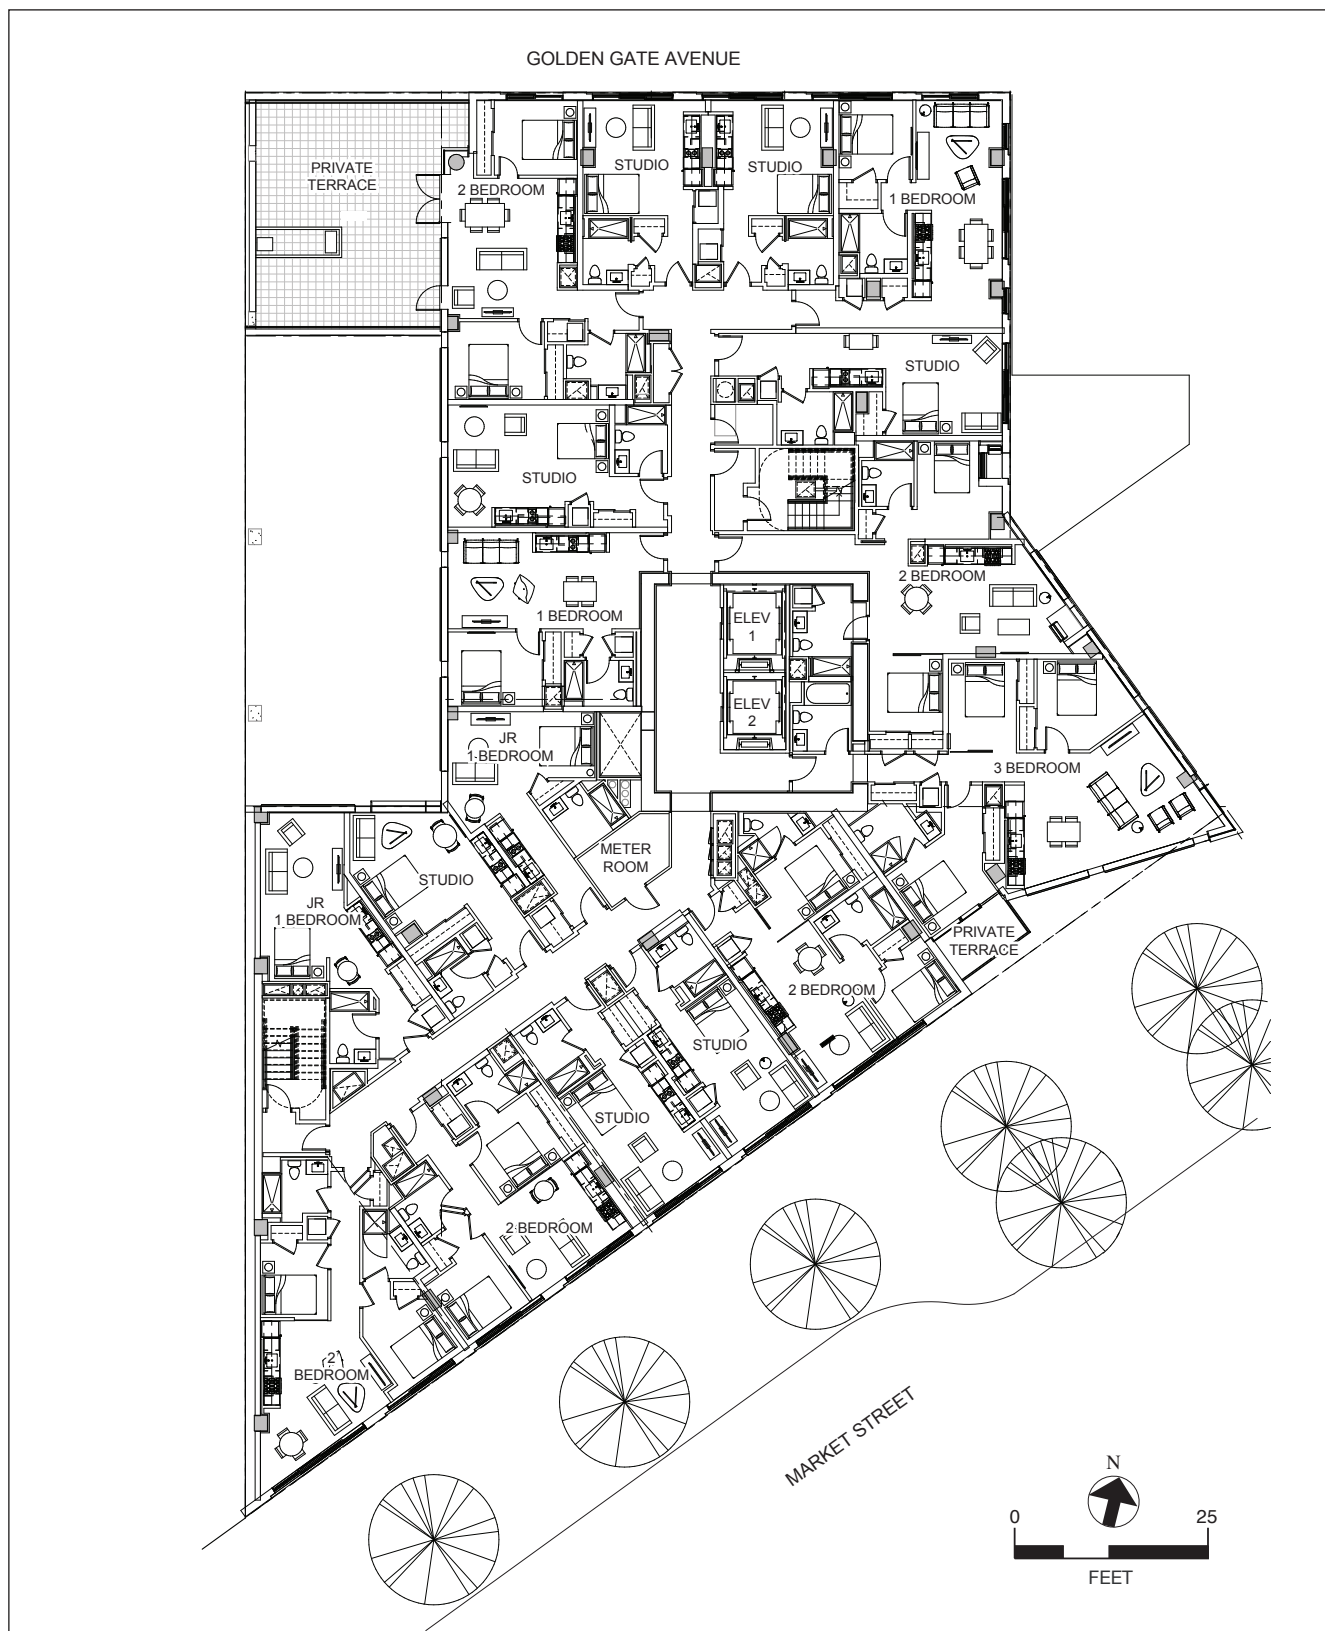 GOLDEN GATE AVENUE
PRIVATE
TERRACE
2 BEDROOM
STUDIO
STUDIO
1 BEDROOM
STUDIO
STUDIO
2 BEDROOM
1 BEDROOM
ELEV
1
ELEV
2
JR
1 BEDROOM
3 BEDROOM
METER
ROOM
STUDIO
JR
1 BEDROOM
PRIVATE
TERRACE
2 BEDROOM
STUDIO
STUDIO
2 BEDROOM
2
BEDROOM
MARKET STREET
N
0
25
FEET